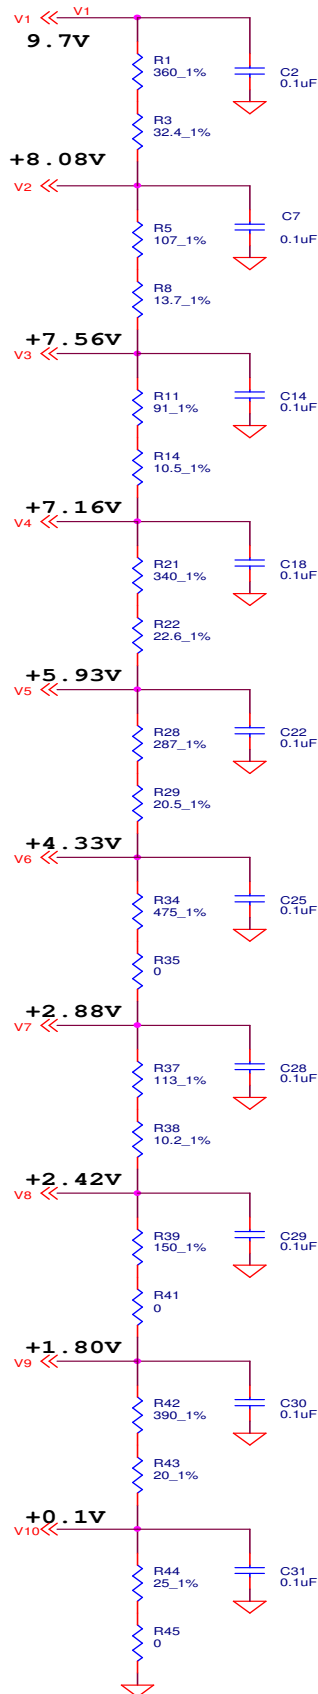 V1 V1
9.7V
R1
360_1%
C2
0.1uF
R3
32.4_1%
+8.08V
V2
R5
107_1%
C7
0.1uF
R8
13.7_1%
+7.56V
V3
R11
91_1%
C14
0.1uF
R14
10.5_1%
+7.16V
V4
R21
340_1%
C18
0.1uF
R22
22.6_1%
+5.93V
V5
R28
287_1%
C22
0.1uF
R29
20.5_1%
+4.33V
V6
R34
475_1%
C25
0.1uF
R35
0
+2.88V
V7
R37
113_1%
C28
0.1uF
R38
10.2_1%
+2.42V
V8
R39
150_1%
C29
0.1uF
R41
0
+1.80V
V9
R42
390_1%
C30
0.1uF
R43
20_1%
+0.1V
V10
R44
25_1%
C31
0.1uF
R45
0